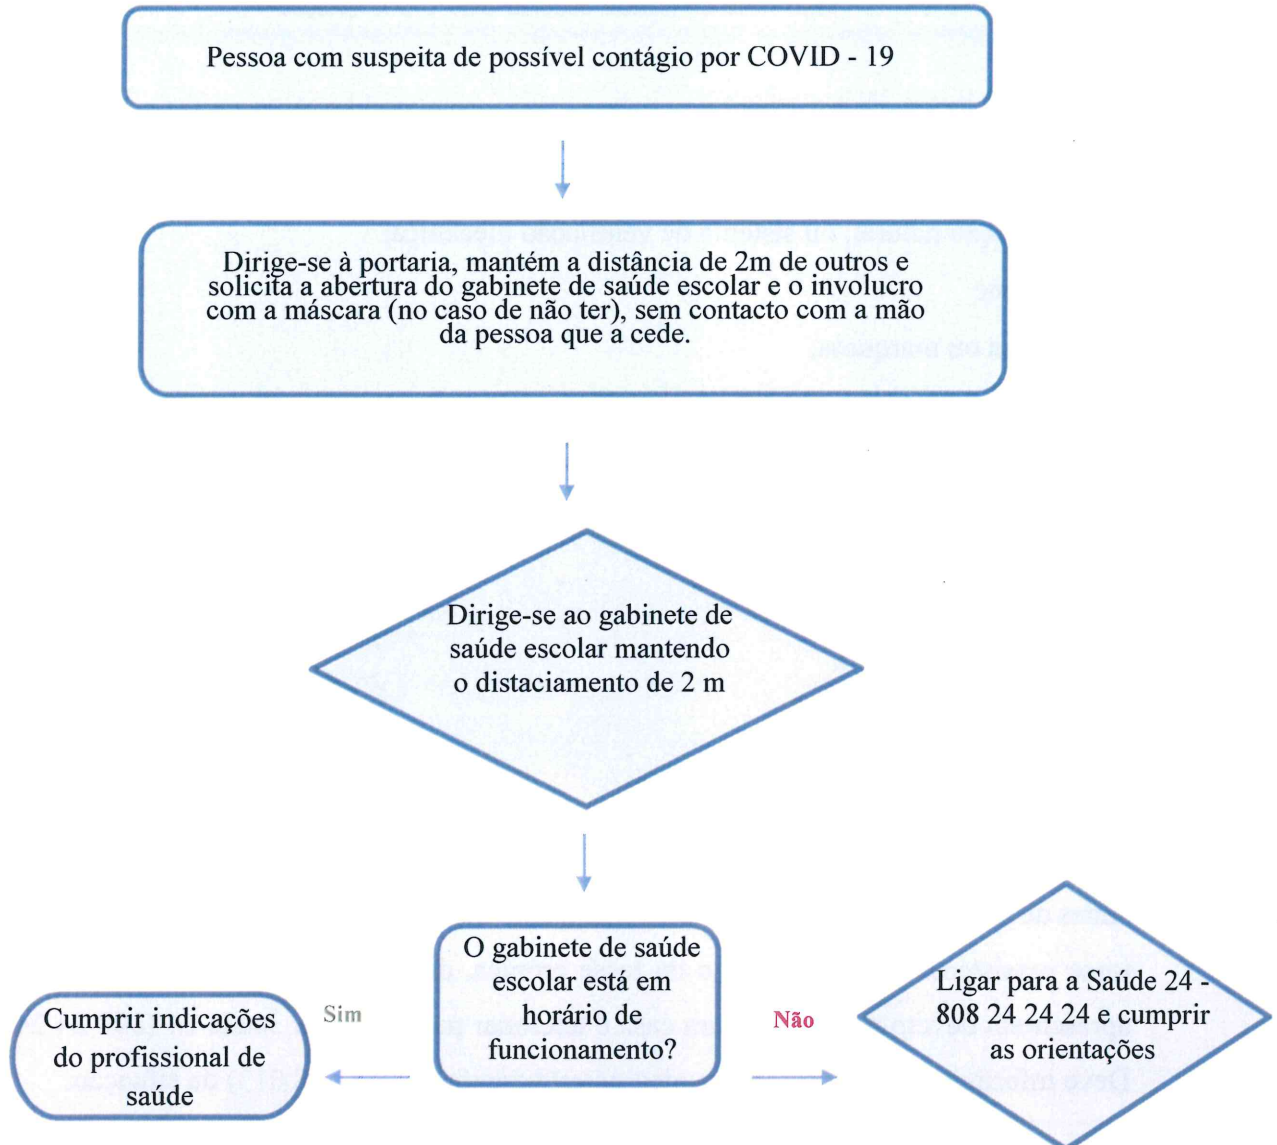 Pessoa com suspeita de possível contágio por COVID - 19
Dirige-se à portaria, mantém a distância de 2m de outros e
solicita a abertura do gabinete de saúde escolar e o involucro
com a máscara (no caso de não ter), sem contacto com a mão
da pessoa que a cede.
Dirige-se ao gabinete de
saúde escolar mantendo
o distaciamento de 2 m
O gabinete de saúde
escolar está em
horário de
funcionamento?
Sim
Não
Cumprir indicações
do profissional de
saúde
Ligar para a Saúde 24 -
808 24 24 24 e cumprir
as orientações